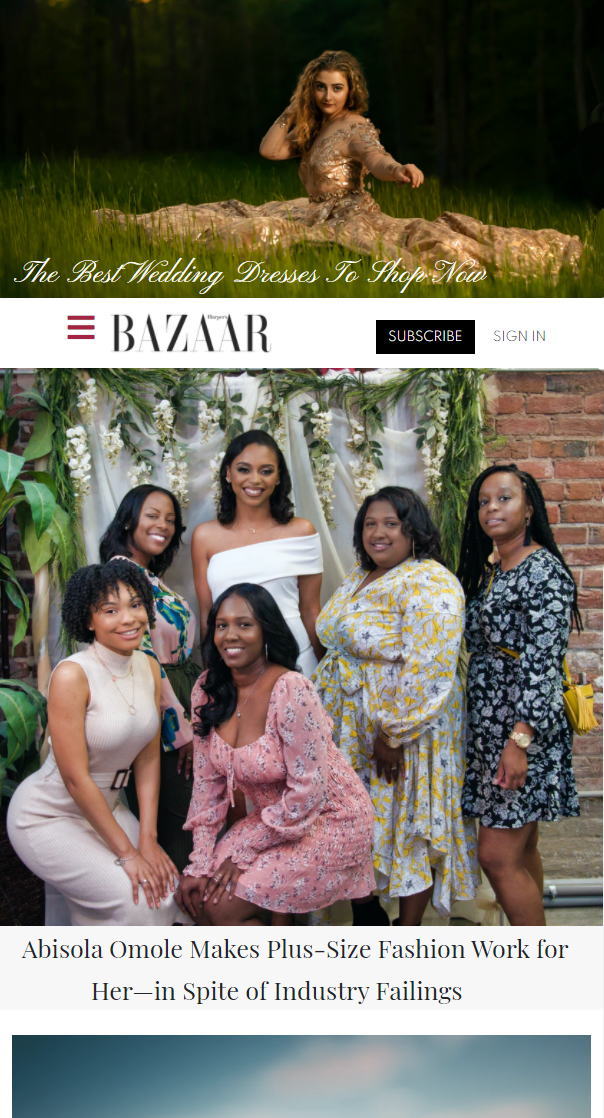 The Best Wedding Dresses To Shop Now
Harper's
BAZAAR
SUBSCRIBE
SIGN IN
Abisola Omole Makes Plus-Size Fashion Work for
Her—in Spite of Industry Failings